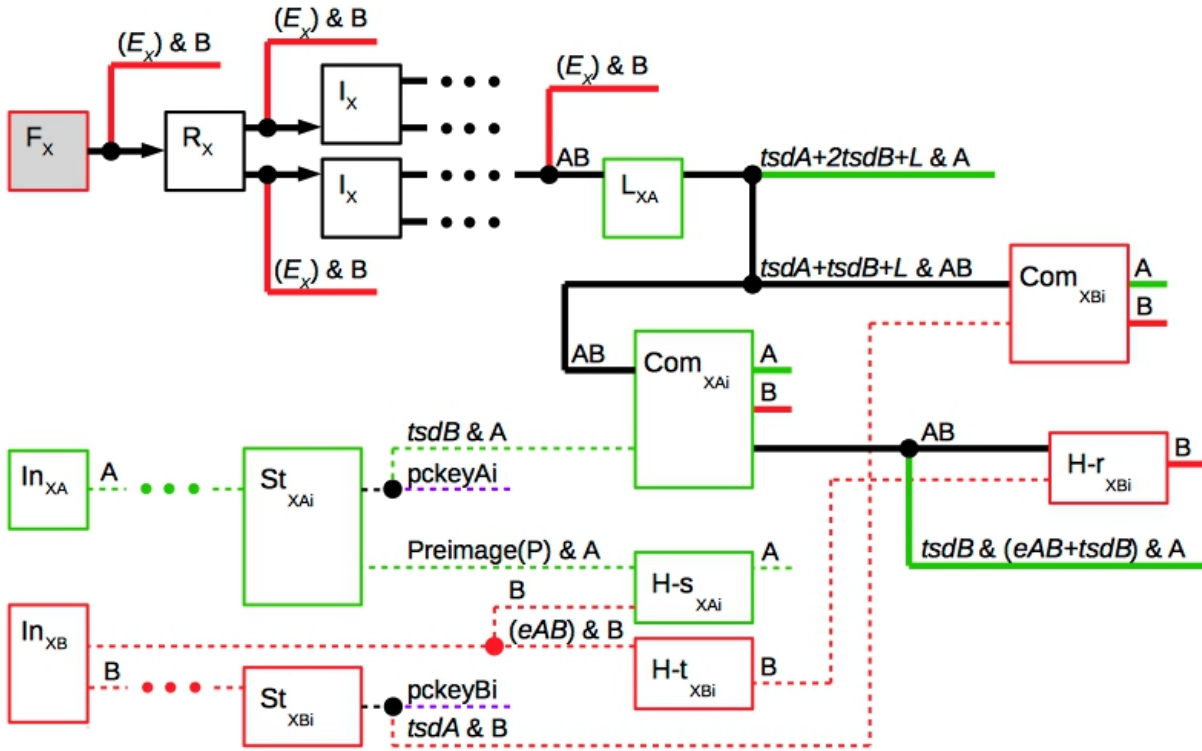 (E_X) & B
(E_X) & B
(E_X) & B
F_X
R_X
I_X
I_X
AB
L_XA
tsdA+2tsdB+L & A
(E_X) & B
tsdA+tsdB+L & AB
Com_XBi
A
B
AB
Com_XAi
A
B
tsdB & A
AB
H-r_XBi
B
In_XA
A
St_XAi
pckeyAi
Preimage(P) & A
tsdB & (eAB+tsdB) & A
H-s_XAi
A
B
In_XB
(eAB) & B
B
H-t_XBi
B
St_XBi
pckeyBi
tsdA & B